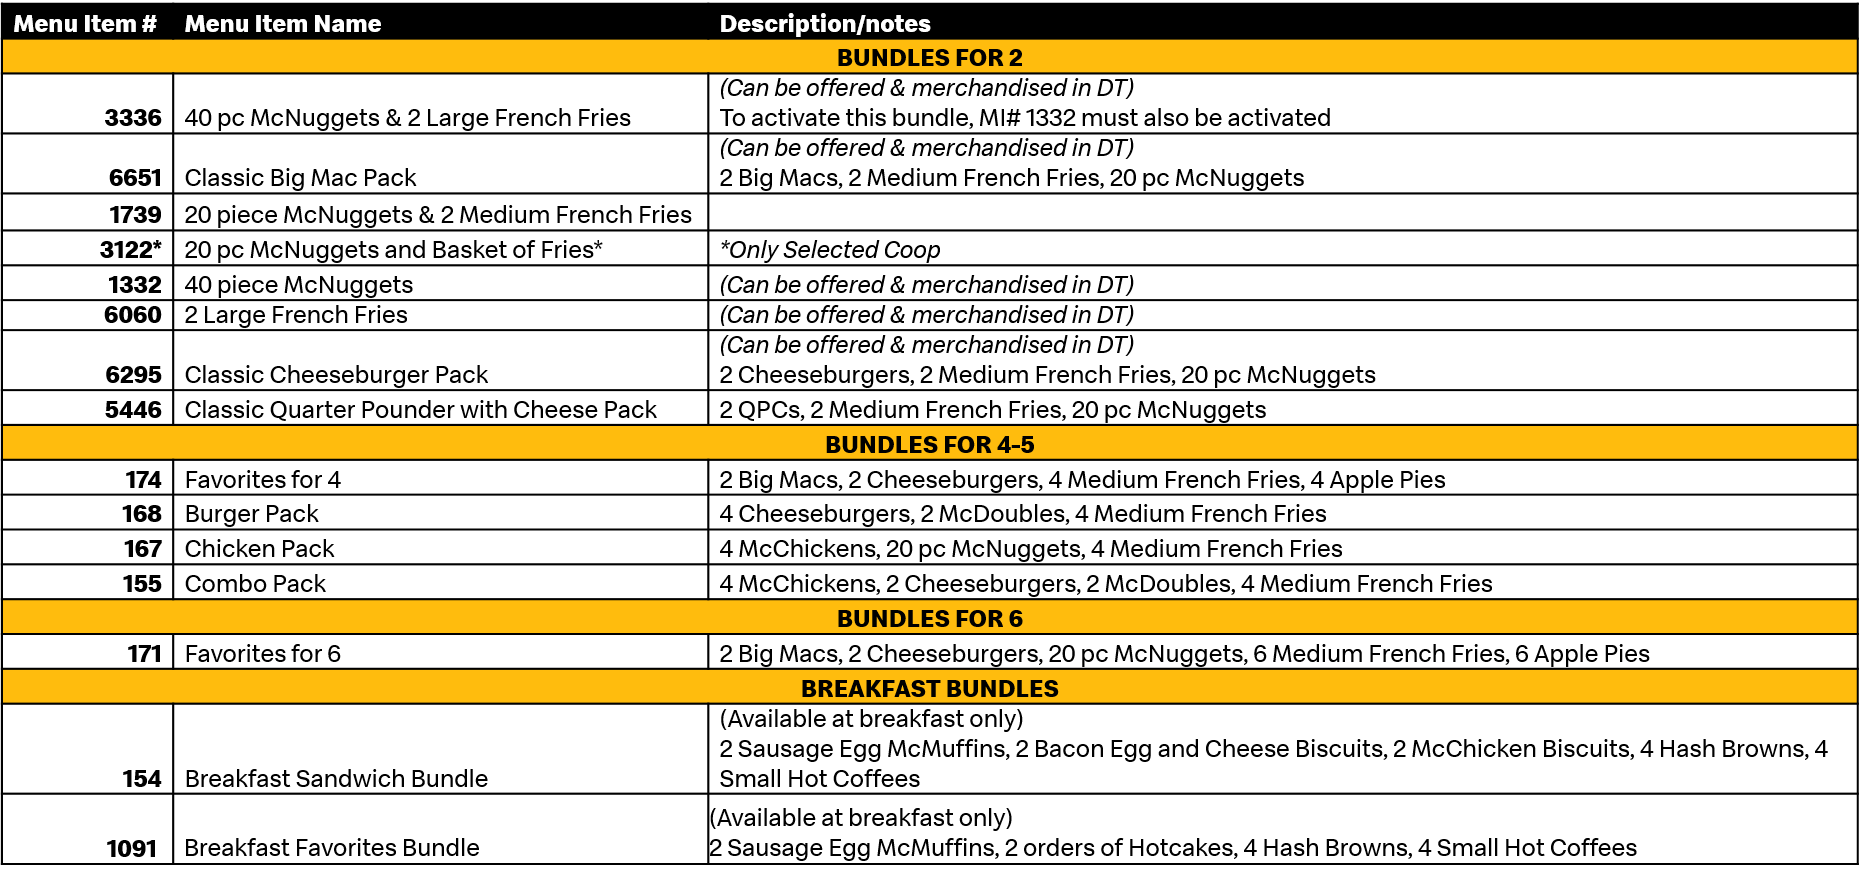 Menu Item # Menu Item Name Description/notes
BUNDLES FOR 2
(Can be offered & merchandised in DT)
3336 40 pc McNuggets & 2 Large French Fries To activate this bundle, MI# 1332 must also be activated
(Can be offered & merchandised in DT)
6651 Classic Big Mac Pack 2 Big Macs, 2 Medium French Fries, 20 pc McNuggets
1739 20 piece McNuggets & 2 Medium French Fries
3122* 20 pc McNuggets and Basket of Fries* *Only Selected Coop
1332 40 piece McNuggets (Can be offered & merchandised in DT)
6060 2 Large French Fries (Can be offered & merchandised in DT)
(Can be offered & merchandised in DT)
6295 Classic Cheeseburger Pack 2 Cheeseburgers, 2 Medium French Fries, 20 pc McNuggets
5446 Classic Quarter Pounder with Cheese Pack 2 QPCs, 2 Medium French Fries, 20 pc McNuggets
BUNDLES FOR 4-5
174 Favorites for 4 2 Big Macs, 2 Cheeseburgers, 4 Medium French Fries, 4 Apple Pies
168 Burger Pack 4 Cheeseburgers, 2 McDoubles, 4 Medium French Fries
167 Chicken Pack 4 McChickens, 20 pc McNuggets, 4 Medium French Fries
155 Combo Pack 4 McChickens, 2 Cheeseburgers, 2 McDoubles, 4 Medium French Fries
BUNDLES FOR 6
171 Favorites for 6 2 Big Macs, 2 Cheeseburgers, 20 pc McNuggets, 6 Medium French Fries, 6 Apple Pies
BREAKFAST BUNDLES
(Available at breakfast only)
2 Sausage Egg McMuffins, 2 Bacon Egg and Cheese Biscuits, 2 McChicken Biscuits, 4 Hash Browns, 4
154 Breakfast Sandwich Bundle Small Hot Coffees
(Available at breakfast only)
1091 Breakfast Favorites Bundle 2 Sausage Egg McMuffins, 2 orders of Hotcakes, 4 Hash Browns, 4 Small Hot Coffees